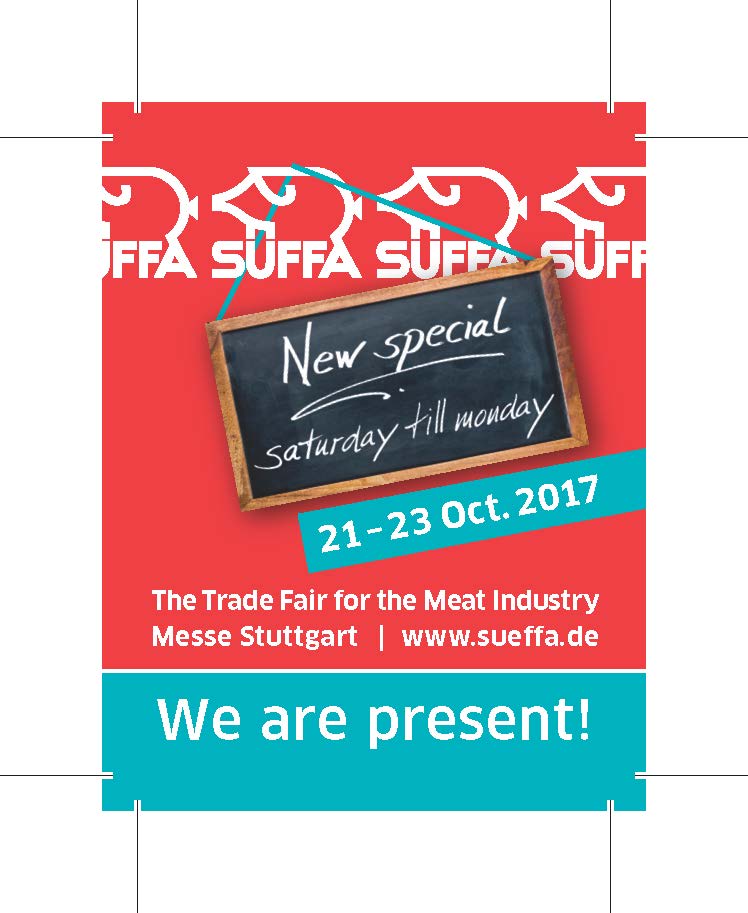 ÜFFA SÜFFA SÜFFA SÜFF
New special
saturday till monday
21–23 Oct. 2017
The Trade Fair for the Meat Industry
Messe Stuttgart | www.sueffa.de
We are present!